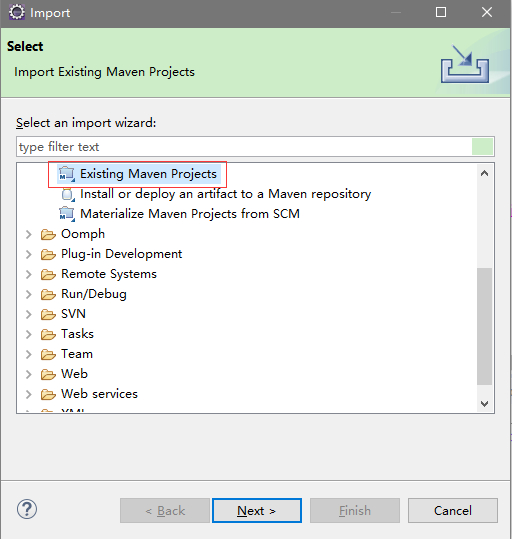 Import
Select
Import Existing Maven Projects
Select an import wizard:
type filter text
Existing Maven Projects
Install or deploy an artifact to a Maven repository
Materialize Maven Projects from SCM
Oomph
Plug-in Development
Remote Systems
Run/Debug
SVN
Tasks
Team
Web
Web services
XML
< Back
Next >
Finish
Cancel